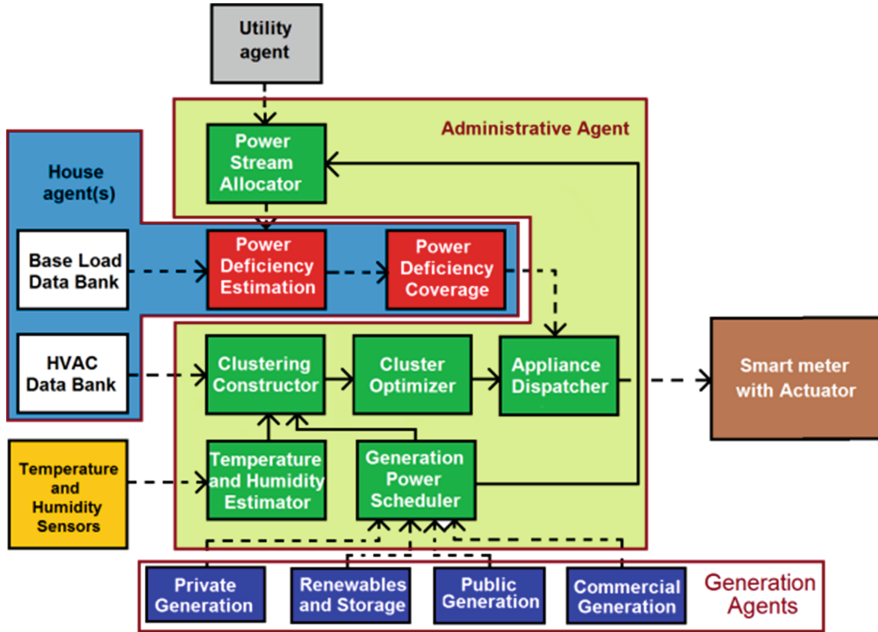 Utility
agent
Administrative Agent
Power
Stream
Allocator
House
agent(s)
Base Load
Data Bank
Power
Deficiency
Estimation
Power
Deficiency
Coverage
HVAC
Data Bank
Clustering
Constructor
Cluster
Optimizer
Appliance
Dispatcher
Smart meter
with Actuator
Temperature
and
Humidity
Sensors
Temperature
and Humidity
Estimator
Generation
Power
Scheduler
Private
Generation
Renewables
and Storage
Public
Generation
Commercial
Generation
Generation
Agents